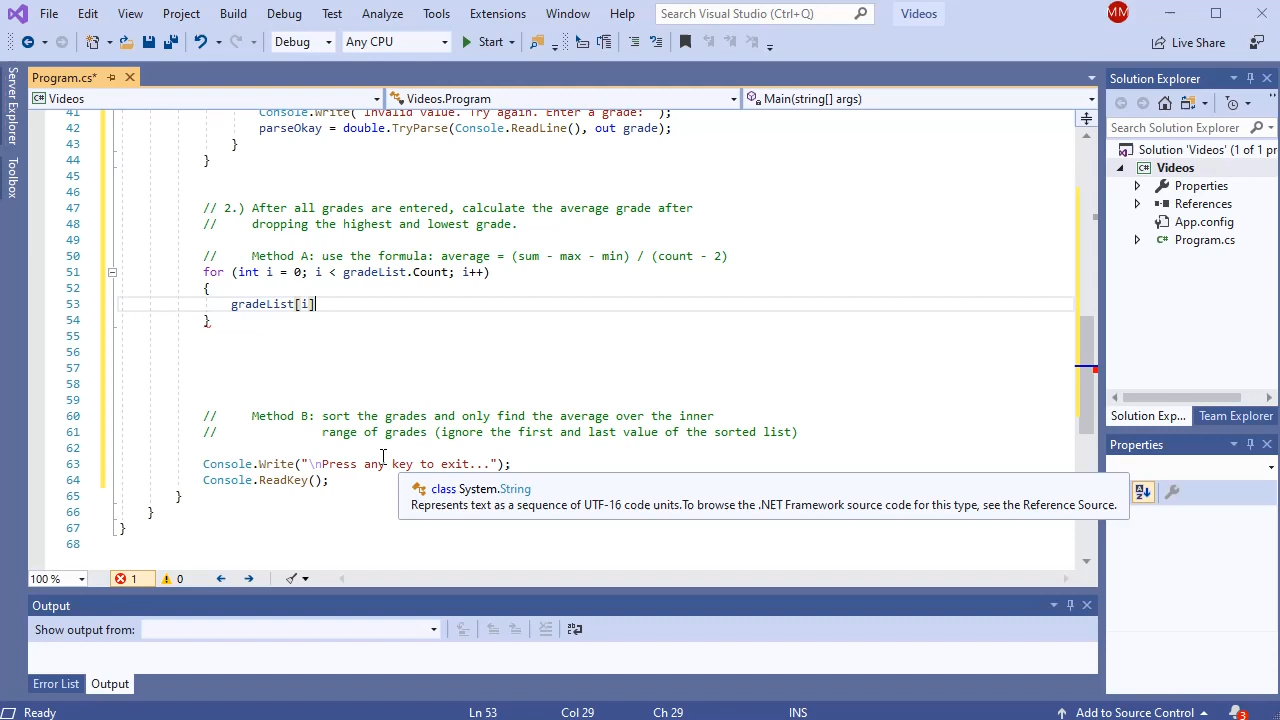 File Edit View Project Build Debug Test Analyze Tools Extensions Window Help Search Visual Studio (Ctrl+Q) Videos MM
Debug Any CPU Start Live Share
Server Explorer
Toolbox
Program.cs*
Videos Videos.Program Main(string[] args)
41 Console.Write("Invalid value. Try again. Enter a grade: ");
42 parseOkay = double.TryParse(Console.ReadLine(), out grade);
43 }
44 }
45
46
47 // 2.) After all grades are entered, calculate the average grade after
48 // dropping the highest and lowest grade.
49
50 // Method A: use the formula: average = (sum - max - min) / (count - 2)
51 for (int i = 0; i < gradeList.Count; i++)
52 {
53 gradeList[i]
54 }
55
56
57
58
59
60 // Method B: sort the grades and only find the average over the inner
61 // range of grades (ignore the first and last value of the sorted list)
62
63 Console.Write("\nPress any key to exit...");
64 Console.ReadKey();
65 }
66 }
67 }
68
class System.String
Represents text as a sequence of UTF-16 code units.To browse the .NET Framework source code for this type, see the Reference Source.
100 % 1 0
Output
Show output from:
Error List Output
Solution Explorer
Search Solution Explorer
Solution 'Videos' (1 of 1 pr
Videos
Properties
References
App.config
Program.cs
Solution Exp... Team Explorer
Properties
Ready Ln 53 Col 29 Ch 29 INS Add to Source Control 3